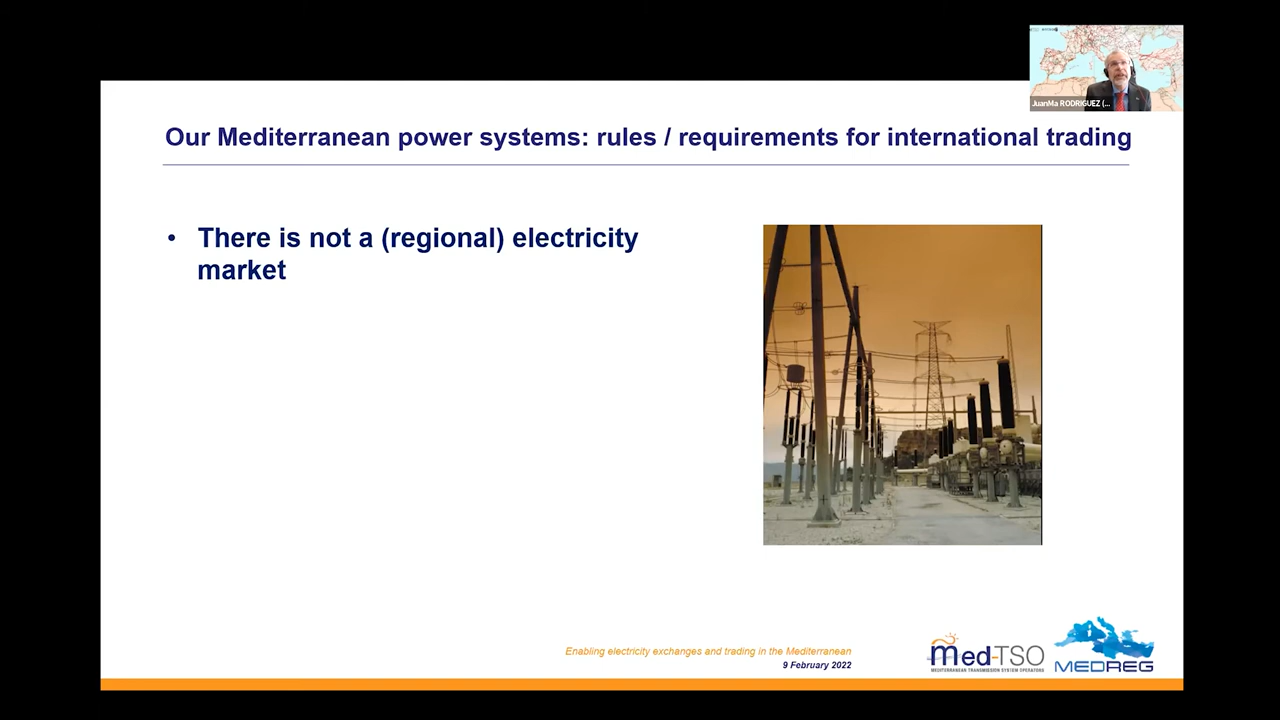 JuanMa RODRIGUEZ (...
Our Mediterranean power systems: rules / requirements for international trading
• There is not a (regional) electricity
market
Enabling electricity exchanges and trading in the Mediterranean
9 February 2022
Med-TSO
MEDITERRANEAN TRANSMISSION SYSTEM OPERATORS
MEDREG